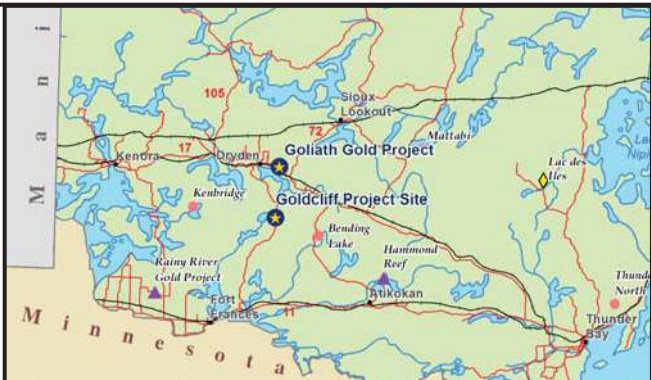 M a n i
105
Sioux
Lookout
72
Mattabi
17
Kenora
Dryden
Goliath Gold Project
Lac des
Iles
Kenbridge
Goldcliff Project Site
Bending
Lake
Rainy River
Gold Project
Hammond
Reef
Thund
North
Fort
Frances
11
Atikokan
Thunder
Bay
Minnesota